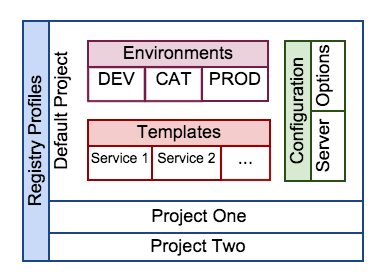 Registry Profiles
Default Project
Environments
DEV CAT PROD
Templates
Service 1 Service 2 ...
Configuration
Server Options
Project One
Project Two